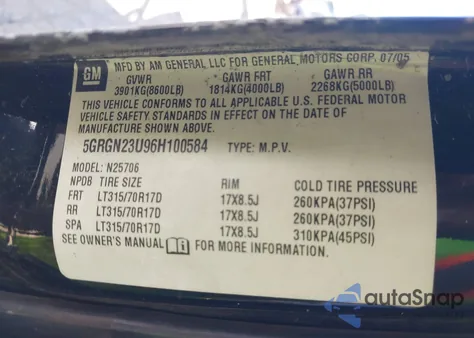 GM
MFD BY AM GENERAL LLC FOR GENERAL MOTORS CORP. 07/05
GVWR GAWR FRT GAWR RR
3901KG(8600LB) 1814KG(4000LB) 2268KG(5000LB)
THIS VEHICLE CONFORMS TO ALL APPLICABLE U.S. FEDERAL MOTOR
VEHICLE SAFETY STANDARDS IN EFFECT ON THE DATE OF
MANUFACTURE SHOWN ABOVE.
5GRGN23U96H100584 TYPE: M.P.V.
MODEL: N25706
NPDB TIRE SIZE RIM COLD TIRE PRESSURE
FRT LT315/70R17D 17X8.5J 260KPA(37PSI)
RR LT315/70R17D 17X8.5J 260KPA(37PSI)
SPA LT315/70R17D 17X8.5J 310KPA(45PSI)
SEE OWNER'S MANUAL FOR MORE INFORMATION.
autaSnap